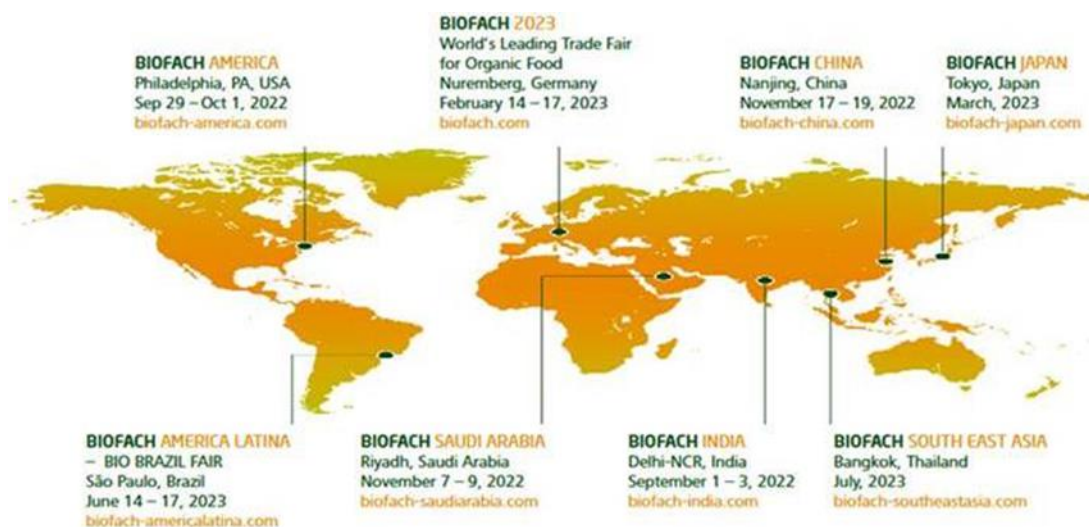 BIOFACH AMERICA
Philadelphia, PA, USA
Sep 29 – Oct 1, 2022
biofach-america.com
BIOFACH 2023
World's Leading Trade Fair
for Organic Food
Nuremberg, Germany
February 14 – 17, 2023
biofach.com
BIOFACH CHINA
Nanjing, China
November 17 – 19, 2022
biofach-china.com
BIOFACH JAPAN
Tokyo, Japan
March, 2023
biofach-japan.com
BIOFACH AMERICA LATINA
– BIO BRAZIL FAIR
São Paulo, Brazil
June 14 – 17, 2023
biofach-americalatina.com
BIOFACH SAUDI ARABIA
Riyadh, Saudi Arabia
November 7 – 9, 2022
biofach-saudiarabia.com
BIOFACH INDIA
Delhi-NCR, India
September 1 – 3, 2022
biofach-india.com
BIOFACH SOUTH EAST ASIA
Bangkok, Thailand
July, 2023
biofach-southeastasia.com